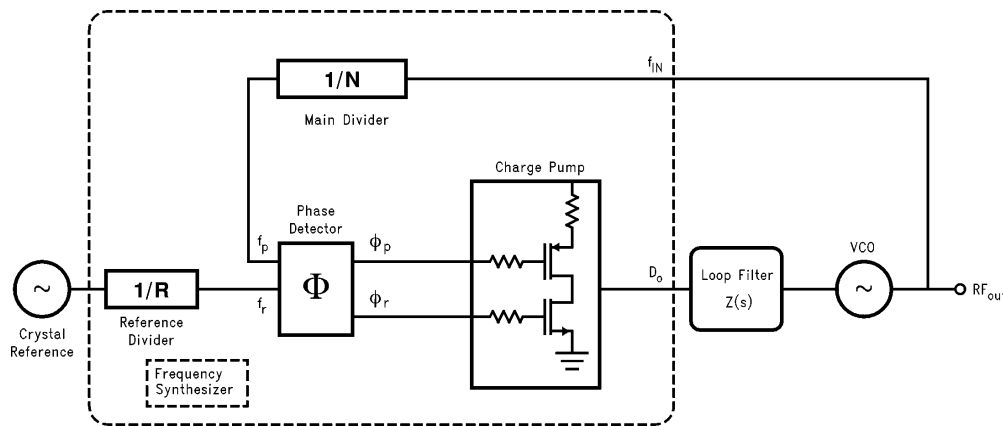 1/N
f_IN
Main Divider
Charge Pump
Phase
Detector
f_p
ϕ_p
VCO
~
1/R
Φ
D_o
Loop Filter
Z(s)
~
RF_out
f_r
ϕ_r
Crystal
Reference
Reference
Divider
Frequency
Synthesizer